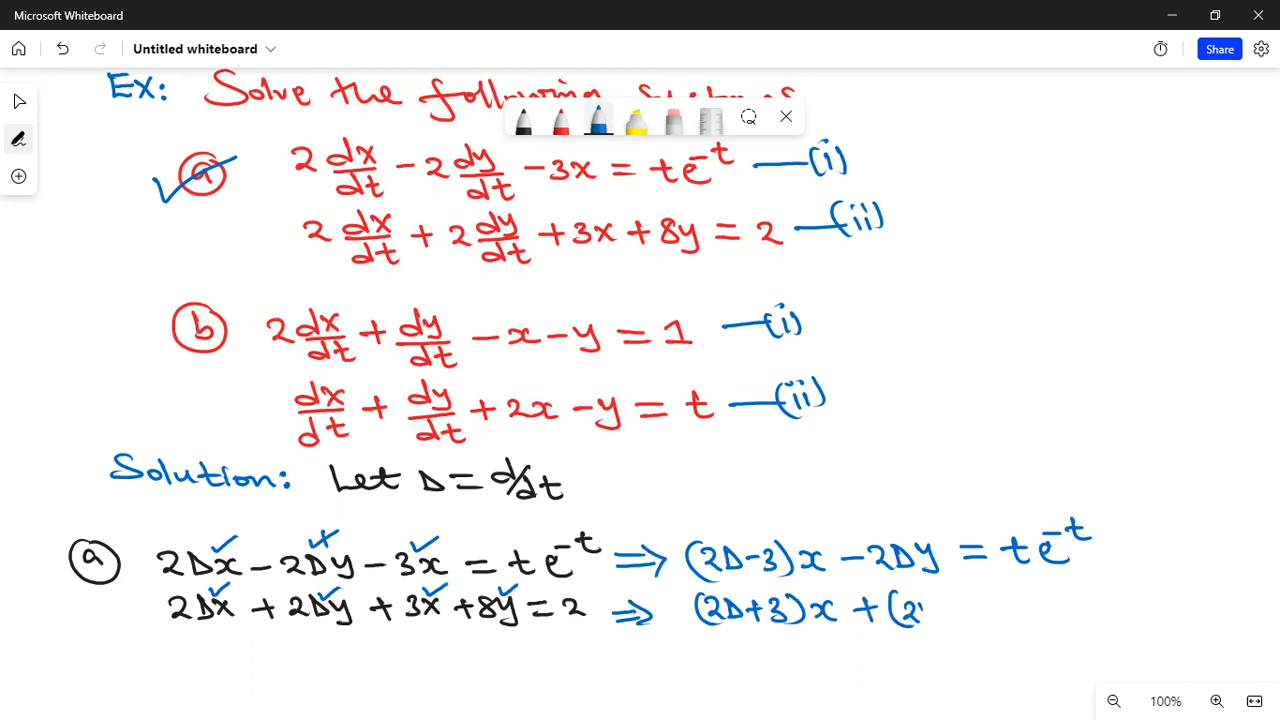 Microsoft Whiteboard
Untitled whiteboard
Share
Ex: Solve the following systems
(a) 2 dx/dt - 2 dy/dt - 3x = te^-t —(i)
2 dx/dt + 2 dy/dt + 3x + 8y = 2 —(ii)
(b) 2 dx/dt + dy/dt - x - y = 1 —(i)
dx/dt + dy/dt + 2x - y = t —(ii)
Solution: Let D = d/dt
(a) 2Dx - 2Dy - 3x = te^-t ⇒ (2D-3)x - 2Dy = te^-t
2Dx + 2Dy + 3x + 8y = 2 ⇒ (2D+3)x + (2
100%